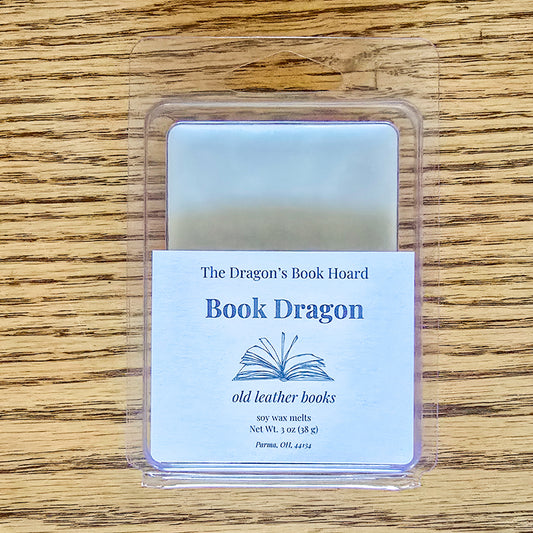 The Dragon's Book Hoard
Book Dragon
old leather books
soy wax melts
Net Wt. 3 oz (38 g)
Parma, OH, 44134